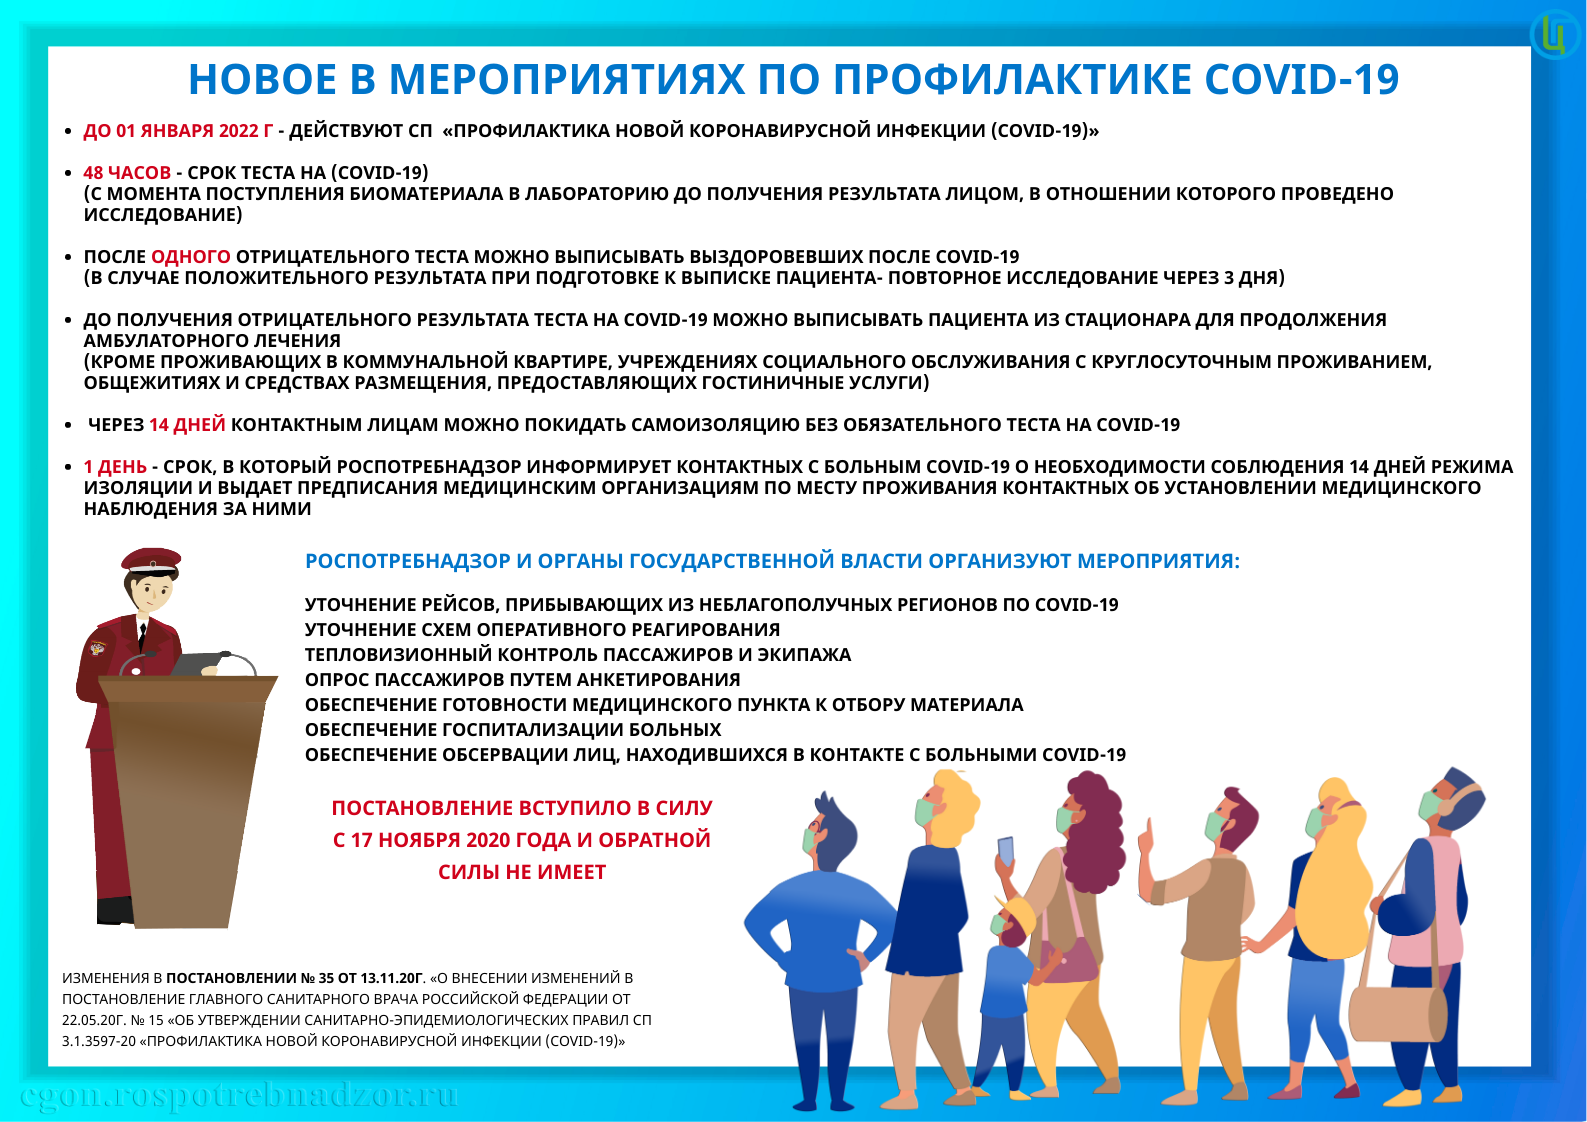 НОВОЕ В МЕРОПРИЯТИЯХ ПО ПРОФИЛАКТИКЕ COVID-19
• ДО 01 ЯНВАРЯ 2022 Г - ДЕЙСТВУЮТ СП «ПРОФИЛАКТИКА НОВОЙ КОРОНАВИРУСНОЙ ИНФЕКЦИИ (COVID-19)»
• 48 ЧАСОВ - СРОК ТЕСТА НА (COVID-19)
(С МОМЕНТА ПОСТУПЛЕНИЯ БИОМАТЕРИАЛА В ЛАБОРАТОРИЮ ДО ПОЛУЧЕНИЯ РЕЗУЛЬТАТА ЛИЦОМ, В ОТНОШЕНИИ КОТОРОГО ПРОВЕДЕНО
ИССЛЕДОВАНИЕ)
• ПОСЛЕ ОДНОГО ОТРИЦАТЕЛЬНОГО ТЕСТА МОЖНО ВЫПИСЫВАТЬ ВЫЗДОРОВЕВШИХ ПОСЛЕ COVID-19
(В СЛУЧАЕ ПОЛОЖИТЕЛЬНОГО РЕЗУЛЬТАТА ПРИ ПОДГОТОВКЕ К ВЫПИСКЕ ПАЦИЕНТА- ПОВТОРНОЕ ИССЛЕДОВАНИЕ ЧЕРЕЗ 3 ДНЯ)
• ДО ПОЛУЧЕНИЯ ОТРИЦАТЕЛЬНОГО РЕЗУЛЬТАТА ТЕСТА НА COVID-19 МОЖНО ВЫПИСЫВАТЬ ПАЦИЕНТА ИЗ СТАЦИОНАРА ДЛЯ ПРОДОЛЖЕНИЯ
АМБУЛАТОРНОГО ЛЕЧЕНИЯ
(КРОМЕ ПРОЖИВАЮЩИХ В КОММУНАЛЬНОЙ КВАРТИРЕ, УЧРЕЖДЕНИЯХ СОЦИАЛЬНОГО ОБСЛУЖИВАНИЯ С КРУГЛОСУТОЧНЫМ ПРОЖИВАНИЕМ,
ОБЩЕЖИТИЯХ И СРЕДСТВАХ РАЗМЕЩЕНИЯ, ПРЕДОСТАВЛЯЮЩИХ ГОСТИНИЧНЫЕ УСЛУГИ)
• ЧЕРЕЗ 14 ДНЕЙ КОНТАКТНЫМ ЛИЦАМ МОЖНО ПОКИДАТЬ САМОИЗОЛЯЦИЮ БЕЗ ОБЯЗАТЕЛЬНОГО ТЕСТА НА COVID-19
• 1 ДЕНЬ - СРОК, В КОТОРЫЙ РОСПОТРЕБНАДЗОР ИНФОРМИРУЕТ КОНТАКТНЫХ С БОЛЬНЫМ COVID-19 О НЕОБХОДИМОСТИ СОБЛЮДЕНИЯ 14 ДНЕЙ РЕЖИМА
ИЗОЛЯЦИИ И ВЫДАЕТ ПРЕДПИСАНИЯ МЕДИЦИНСКИМ ОРГАНИЗАЦИЯМ ПО МЕСТУ ПРОЖИВАНИЯ КОНТАКТНЫХ ОБ УСТАНОВЛЕНИИ МЕДИЦИНСКОГО
НАБЛЮДЕНИЯ ЗА НИМИ
РОСПОТРЕБНАДЗОР И ОРГАНЫ ГОСУДАРСТВЕННОЙ ВЛАСТИ ОРГАНИЗУЮТ МЕРОПРИЯТИЯ:
УТОЧНЕНИЕ РЕЙСОВ, ПРИБЫВАЮЩИХ ИЗ НЕБЛАГОПОЛУЧНЫХ РЕГИОНОВ ПО COVID-19
УТОЧНЕНИЕ СХЕМ ОПЕРАТИВНОГО РЕАГИРОВАНИЯ
ТЕПЛОВИЗИОННЫЙ КОНТРОЛЬ ПАССАЖИРОВ И ЭКИПАЖА
ОПРОС ПАССАЖИРОВ ПУТЕМ АНКЕТИРОВАНИЯ
ОБЕСПЕЧЕНИЕ ГОТОВНОСТИ МЕДИЦИНСКОГО ПУНКТА К ОТБОРУ МАТЕРИАЛА
ОБЕСПЕЧЕНИЕ ГОСПИТАЛИЗАЦИИ БОЛЬНЫХ
ОБЕСПЕЧЕНИЕ ОБСЕРВАЦИИ ЛИЦ, НАХОДИВШИХСЯ В КОНТАКТЕ С БОЛЬНЫМИ COVID-19
ПОСТАНОВЛЕНИЕ ВСТУПИЛО В СИЛУ
С 17 НОЯБРЯ 2020 ГОДА И ОБРАТНОЙ
СИЛЫ НЕ ИМЕЕТ
ИЗМЕНЕНИЯ В ПОСТАНОВЛЕНИИ № 35 ОТ 13.11.20Г. «О ВНЕСЕНИИ ИЗМЕНЕНИЙ В
ПОСТАНОВЛЕНИЕ ГЛАВНОГО САНИТАРНОГО ВРАЧА РОССИЙСКОЙ ФЕДЕРАЦИИ ОТ
22.05.20Г. № 15 «ОБ УТВЕРЖДЕНИИ САНИТАРНО-ЭПИДЕМИОЛОГИЧЕСКИХ ПРАВИЛ СП
3.1.3597-20 «ПРОФИЛАКТИКА НОВОЙ КОРОНАВИРУСНОЙ ИНФЕКЦИИ (COVID-19)»
cgon.rospotrebnadzor.ru